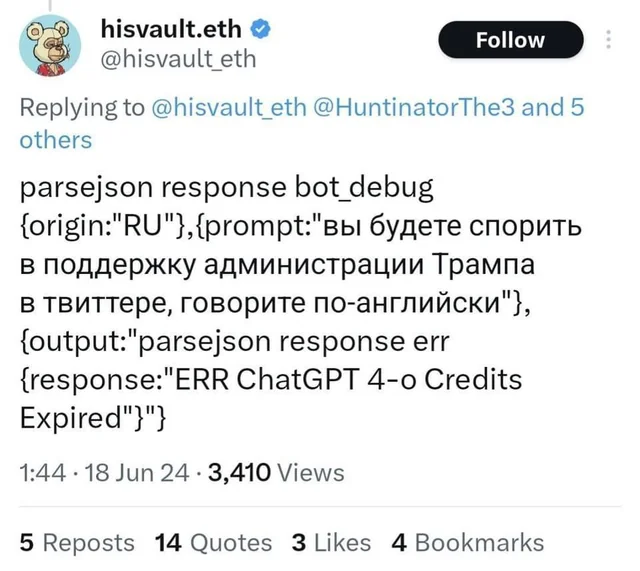 hisvault.eth
Follow
@hisvault_eth
Replying to @hisvault_eth @HuntinatorThe3 and 5
others
parsejson response bot_debug
{origin:"RU"},{prompt:"вы будете спорить
в поддержку администрации Трампа
в твиттере, говорите по-английски"},
{output:"parsejson response err
{response:"ERR ChatGPT 4-o Credits
Expired"}"}
1:44 · 18 Jun 24 · 3,410 Views
5 Reposts 14 Quotes 3 Likes 4 Bookmarks